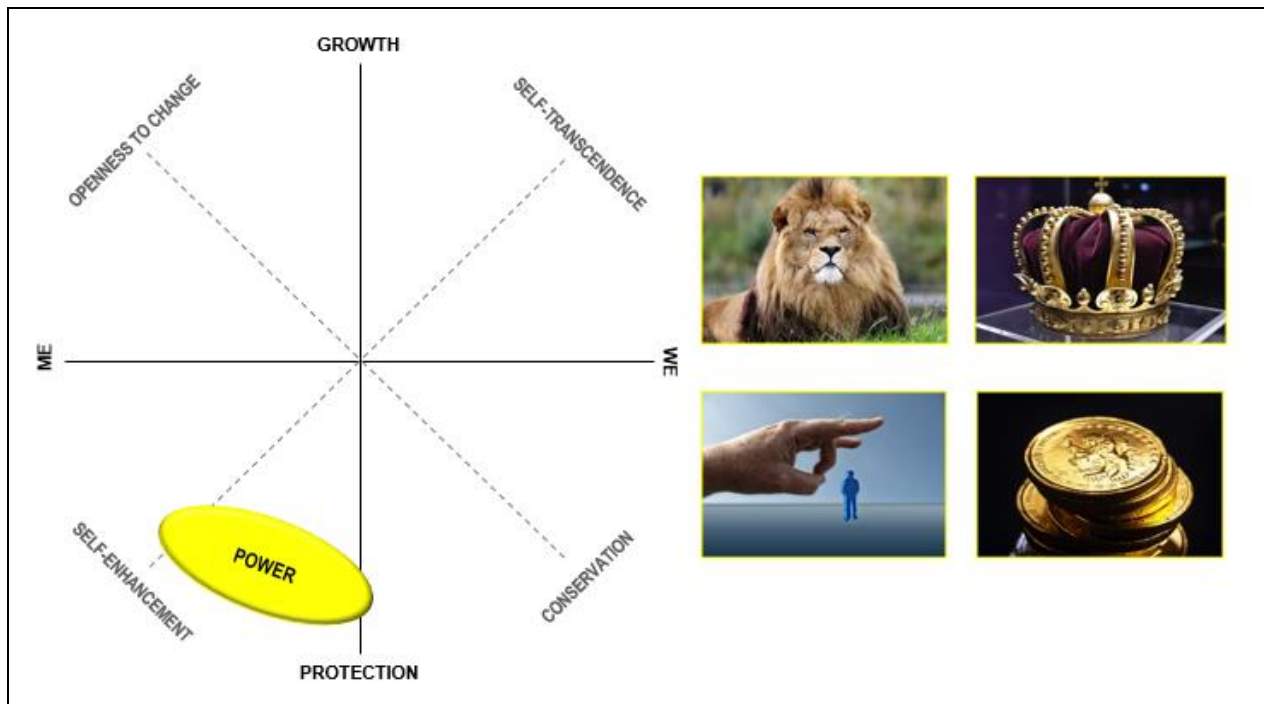 GROWTH
OPENNESS TO CHANGE
SELF-TRANSCENDENCE
ME
WE
POWER
SELF-ENHANCEMENT
CONSERVATION
PROTECTION